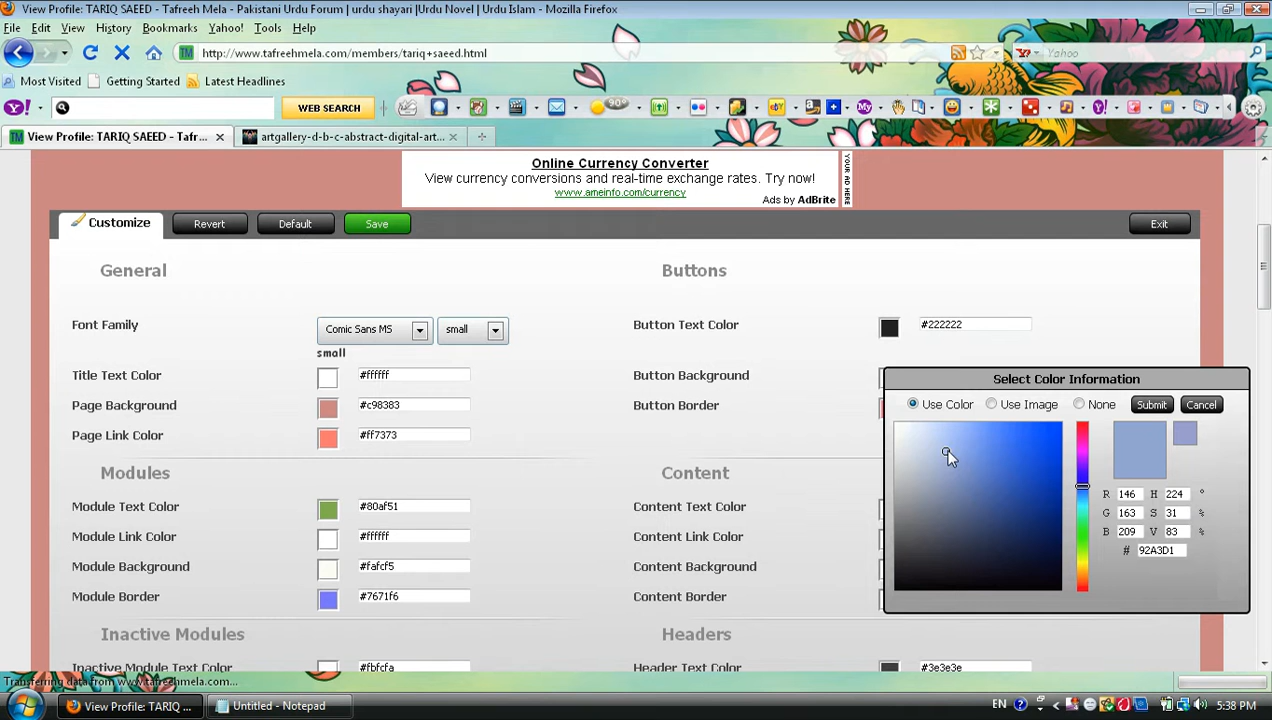 View Profile: TARIQ SAEED - Tafreeh Mela - Pakistani Urdu Forum | urdu shayari |Urdu Novel | Urdu Islam - Mozilla Firefox
File Edit View History Bookmarks Yahoo! Tools Help
http://www.tafreehmela.com/members/tariq+saeed.html
Yahoo
Most Visited Getting Started Latest Headlines
WEB SEARCH 90°
View Profile: TARIQ SAEED - Tafr... artgallery-d-b-c-abstract-digital-art...
Online Currency Converter
View currency conversions and real-time exchange rates. Try now!
www.ameinfo.com/currency
Ads by AdBrite
YOUR AD HERE
Customize Revert Default Save Exit
General Buttons
Font Family Comic Sans MS small Button Text Color #222222
small
Title Text Color #ffffff Button Background
Page Background #c98383 Button Border
Page Link Color #ff7373
Select Color Information
Use Color Use Image None Submit Cancel
R 146 H 224 °
G 163 S 31 %
B 209 V 83 %
# 92A3D1
Modules Content
Module Text Color #80af51 Content Text Color
Module Link Color #ffffff Content Link Color
Module Background #fafcf5 Content Background
Module Border #7671f6 Content Border
Inactive Modules Headers
Inactive Module Text Color #fbfcfa Header Text Color #3e3e3e
Transferring data from www.tafreehmela.com...
View Profile: TARIQ ... Untitled - Notepad EN 5:38 PM